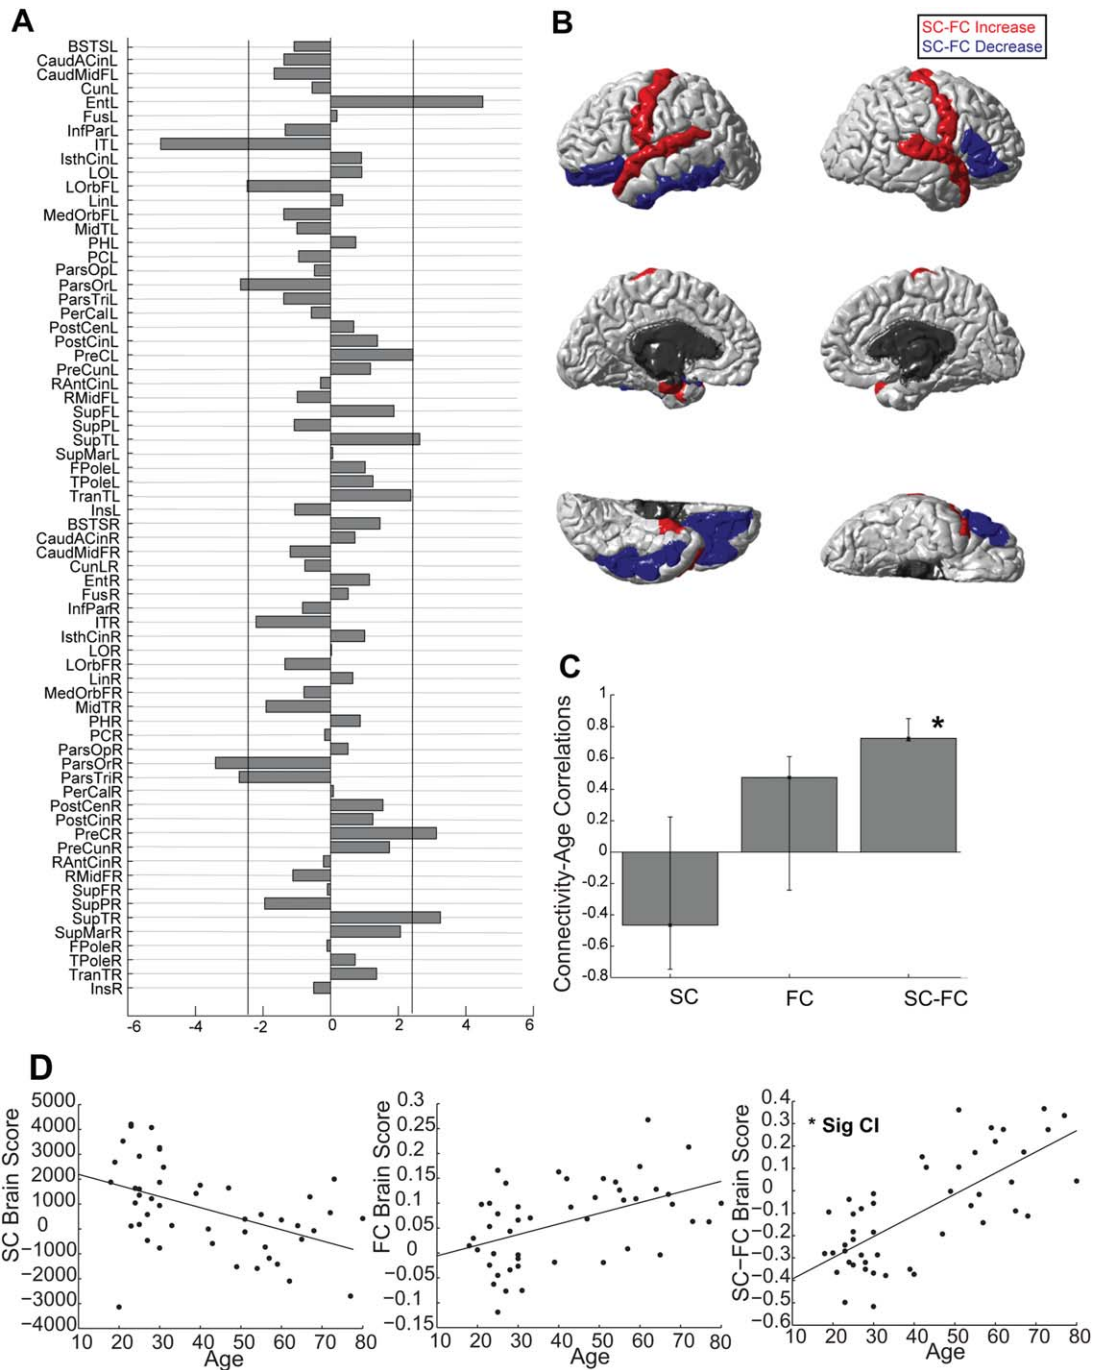 A
BSTSL
CaudACinL
CaudMidFL
CunL
EntL
FusL
InfParL
ITL
IsthCinL
LOL
LOrbFL
LinL
MedOrbFL
MidTL
PHL
PCL
ParsOpL
ParsOrL
ParsTriL
PerCalL
PostCenL
PostCinL
PreCL
PreCunL
RAntCinL
RMidFL
SupFL
SupPL
SupTL
SupMarL
FPoleL
TPoleL
TranTL
InsL
BSTSR
CaudACinR
CaudMidFR
CunLR
EntR
FusR
InfParR
ITR
IsthCinR
LOR
LOrbFR
LinR
MedOrbFR
MidTR
PHR
PCR
ParsOpR
ParsOrR
ParsTriR
PerCalR
PostCenR
PostCinR
PreCR
PreCunR
RAntCinR
RMidFR
SupFR
SupPR
SupTR
SupMarR
FPoleR
TPoleR
TranTR
InsR
-6 -4 -2 0 2 4 6
B
SC-FC Increase
SC-FC Decrease
C
Connectivity-Age Correlations
1
0.8
0.6
0.4
0.2
0
-0.2
-0.4
-0.6
-0.8
*
SC FC SC-FC
D
SC Brain Score
5000
4000
3000
2000
1000
0
−1000
−2000
−3000
−4000
10 20 30 40 50 60 70 80
Age
FC Brain Score
0.3
0.25
0.2
0.15
0.1
0.05
0
−0.05
−0.1
−0.15
10 20 30 40 50 60 70 80
Age
SC−FC Brain Score
0.4
0.3
0.2
0.1
0
−0.1
−0.2
−0.3
−0.4
−0.5
−0.6
* Sig CI
10 20 30 40 50 60 70 80
Age